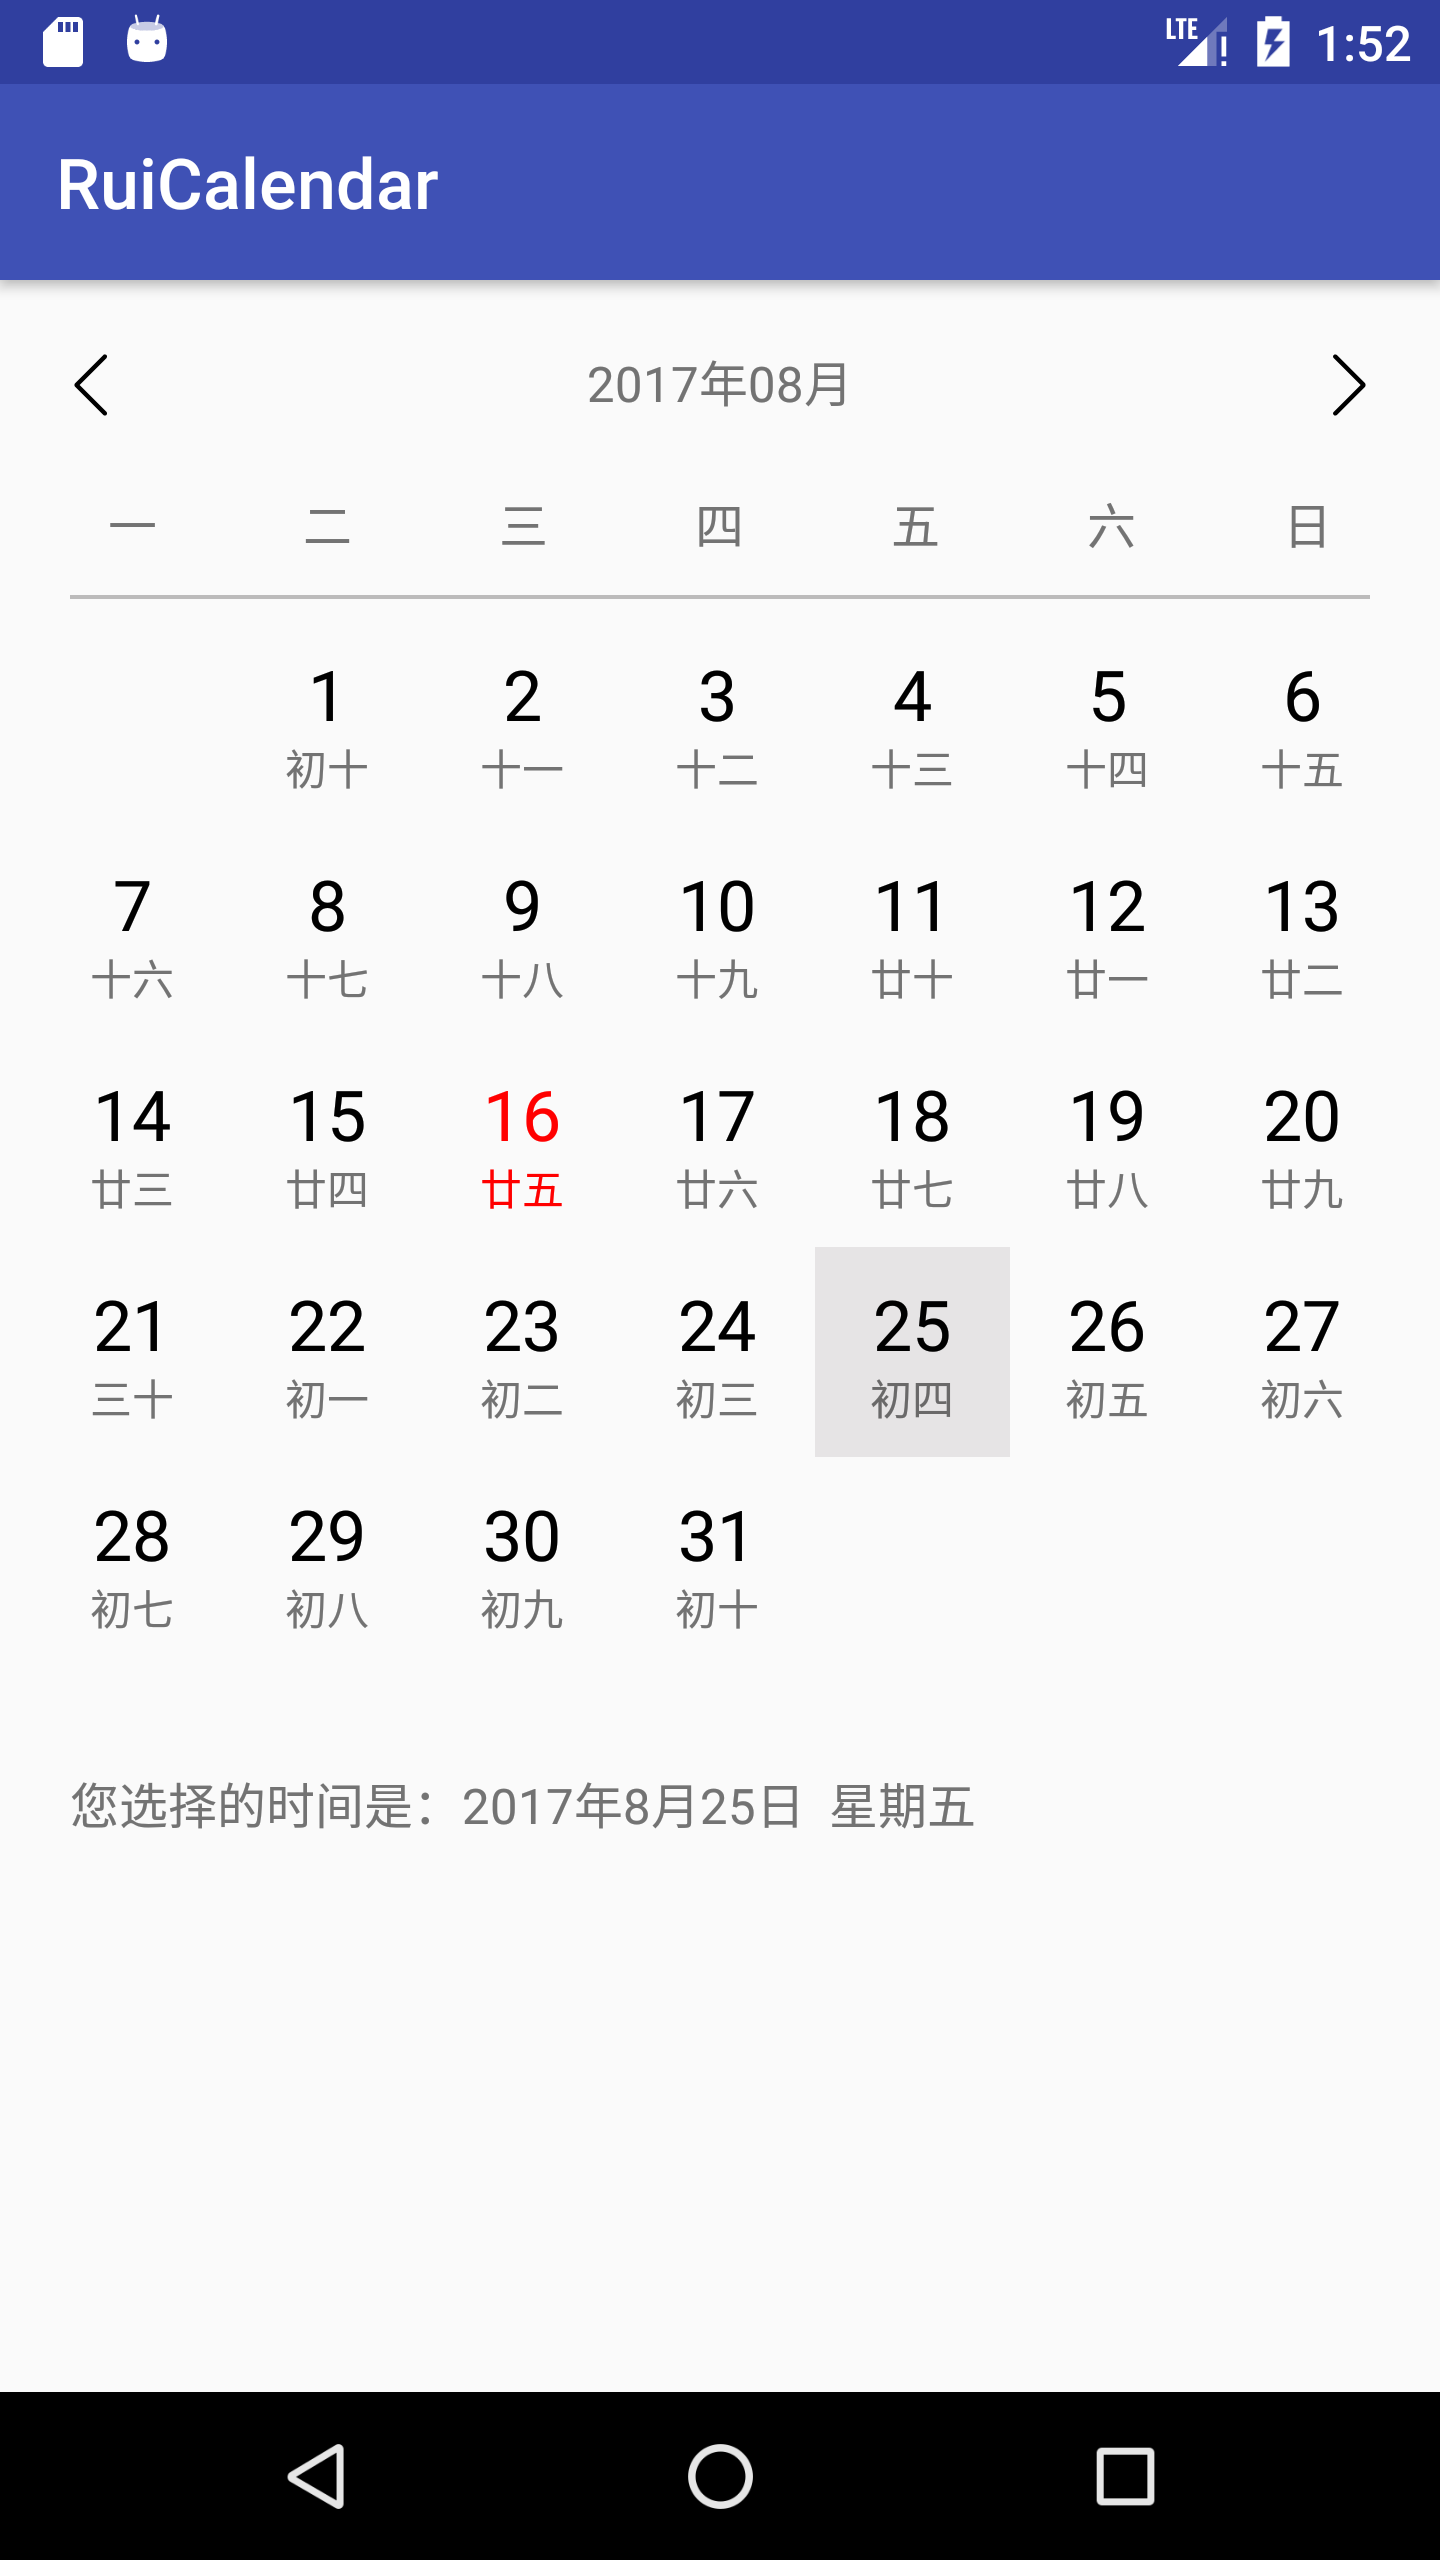 LTE 1:52
RuiCalendar
2017年08月
一 二 三 四 五 六 日
1 2 3 4 5 6
初十 十一 十二 十三 十四 十五
7 8 9 10 11 12 13
十六 十七 十八 十九 廿十 廿一 廿二
14 15 16 17 18 19 20
廿三 廿四 廿五 廿六 廿七 廿八 廿九
21 22 23 24 25 26 27
三十 初一 初二 初三 初四 初五 初六
28 29 30 31
初七 初八 初九 初十
您选择的时间是：2017年8月25日 星期五